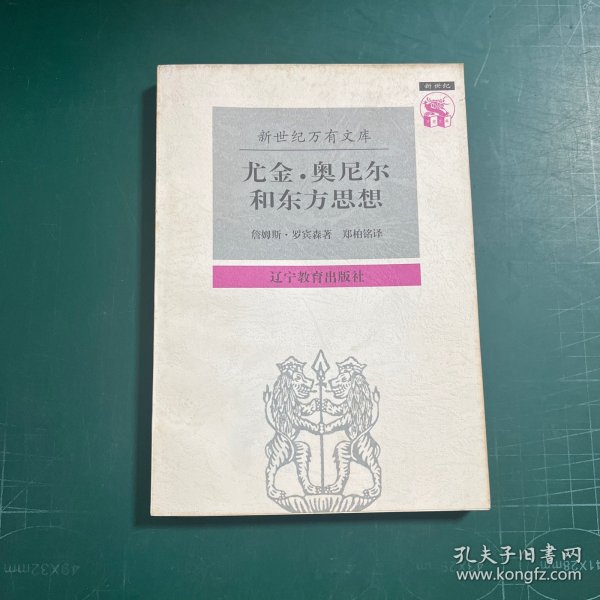 新世纪
新世纪万有文库
尤金·奥尼尔
和东方思想
詹姆斯·罗宾森著 郑柏铭译
辽宁教育出版社
49X32mm
孔夫子旧书网
www.kongfz.com